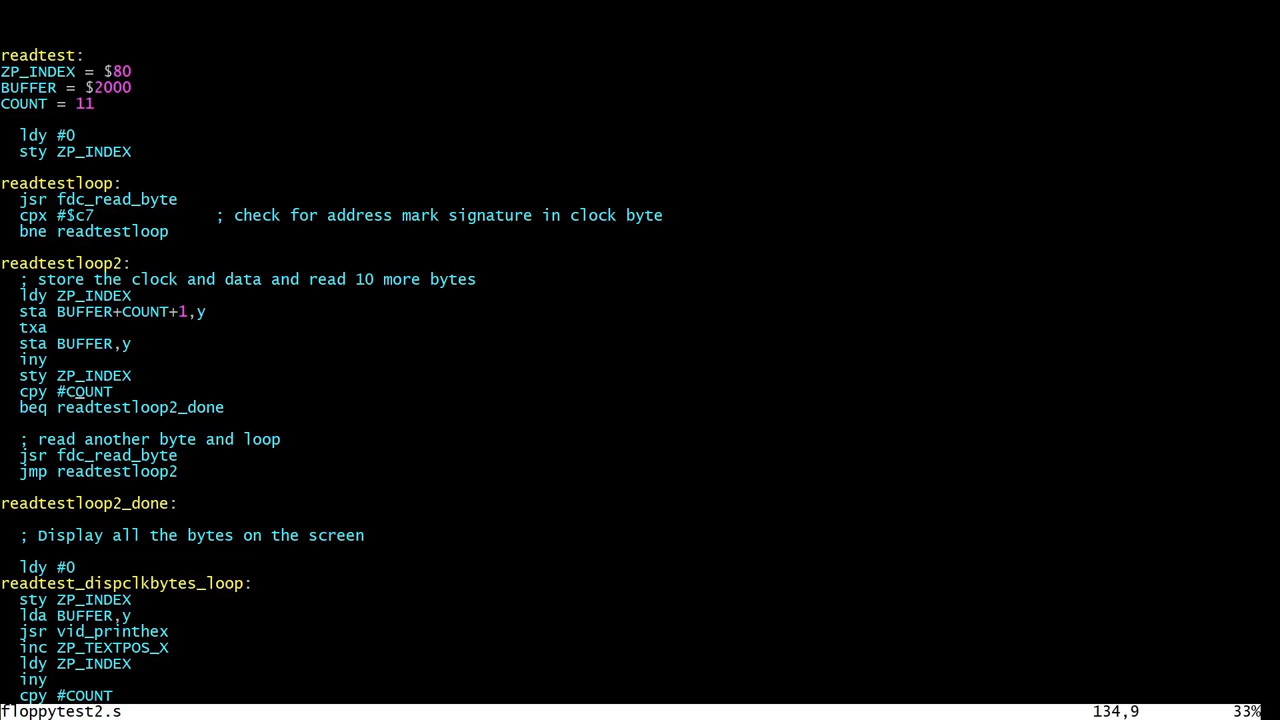 readtest:
ZP_INDEX = $80
BUFFER = $2000
COUNT = 11
ldy #0
sty ZP_INDEX
readtestloop:
jsr fdc_read_byte
cpx #$c7 ; check for address mark signature in clock byte
bne readtestloop
readtestloop2:
; store the clock and data and read 10 more bytes
ldy ZP_INDEX
sta BUFFER+COUNT+1,y
txa
sta BUFFER,y
iny
sty ZP_INDEX
cpy #COUNT
beq readtestloop2_done
; read another byte and loop
jsr fdc_read_byte
jmp readtestloop2
readtestloop2_done:
; Display all the bytes on the screen
ldy #0
readtest_dispclkbytes_loop:
sty ZP_INDEX
lda BUFFER,y
jsr vid_printhex
inc ZP_TEXTPOS_X
ldy ZP_INDEX
iny
cpy #COUNT
floppytest2.s 134,9 33%